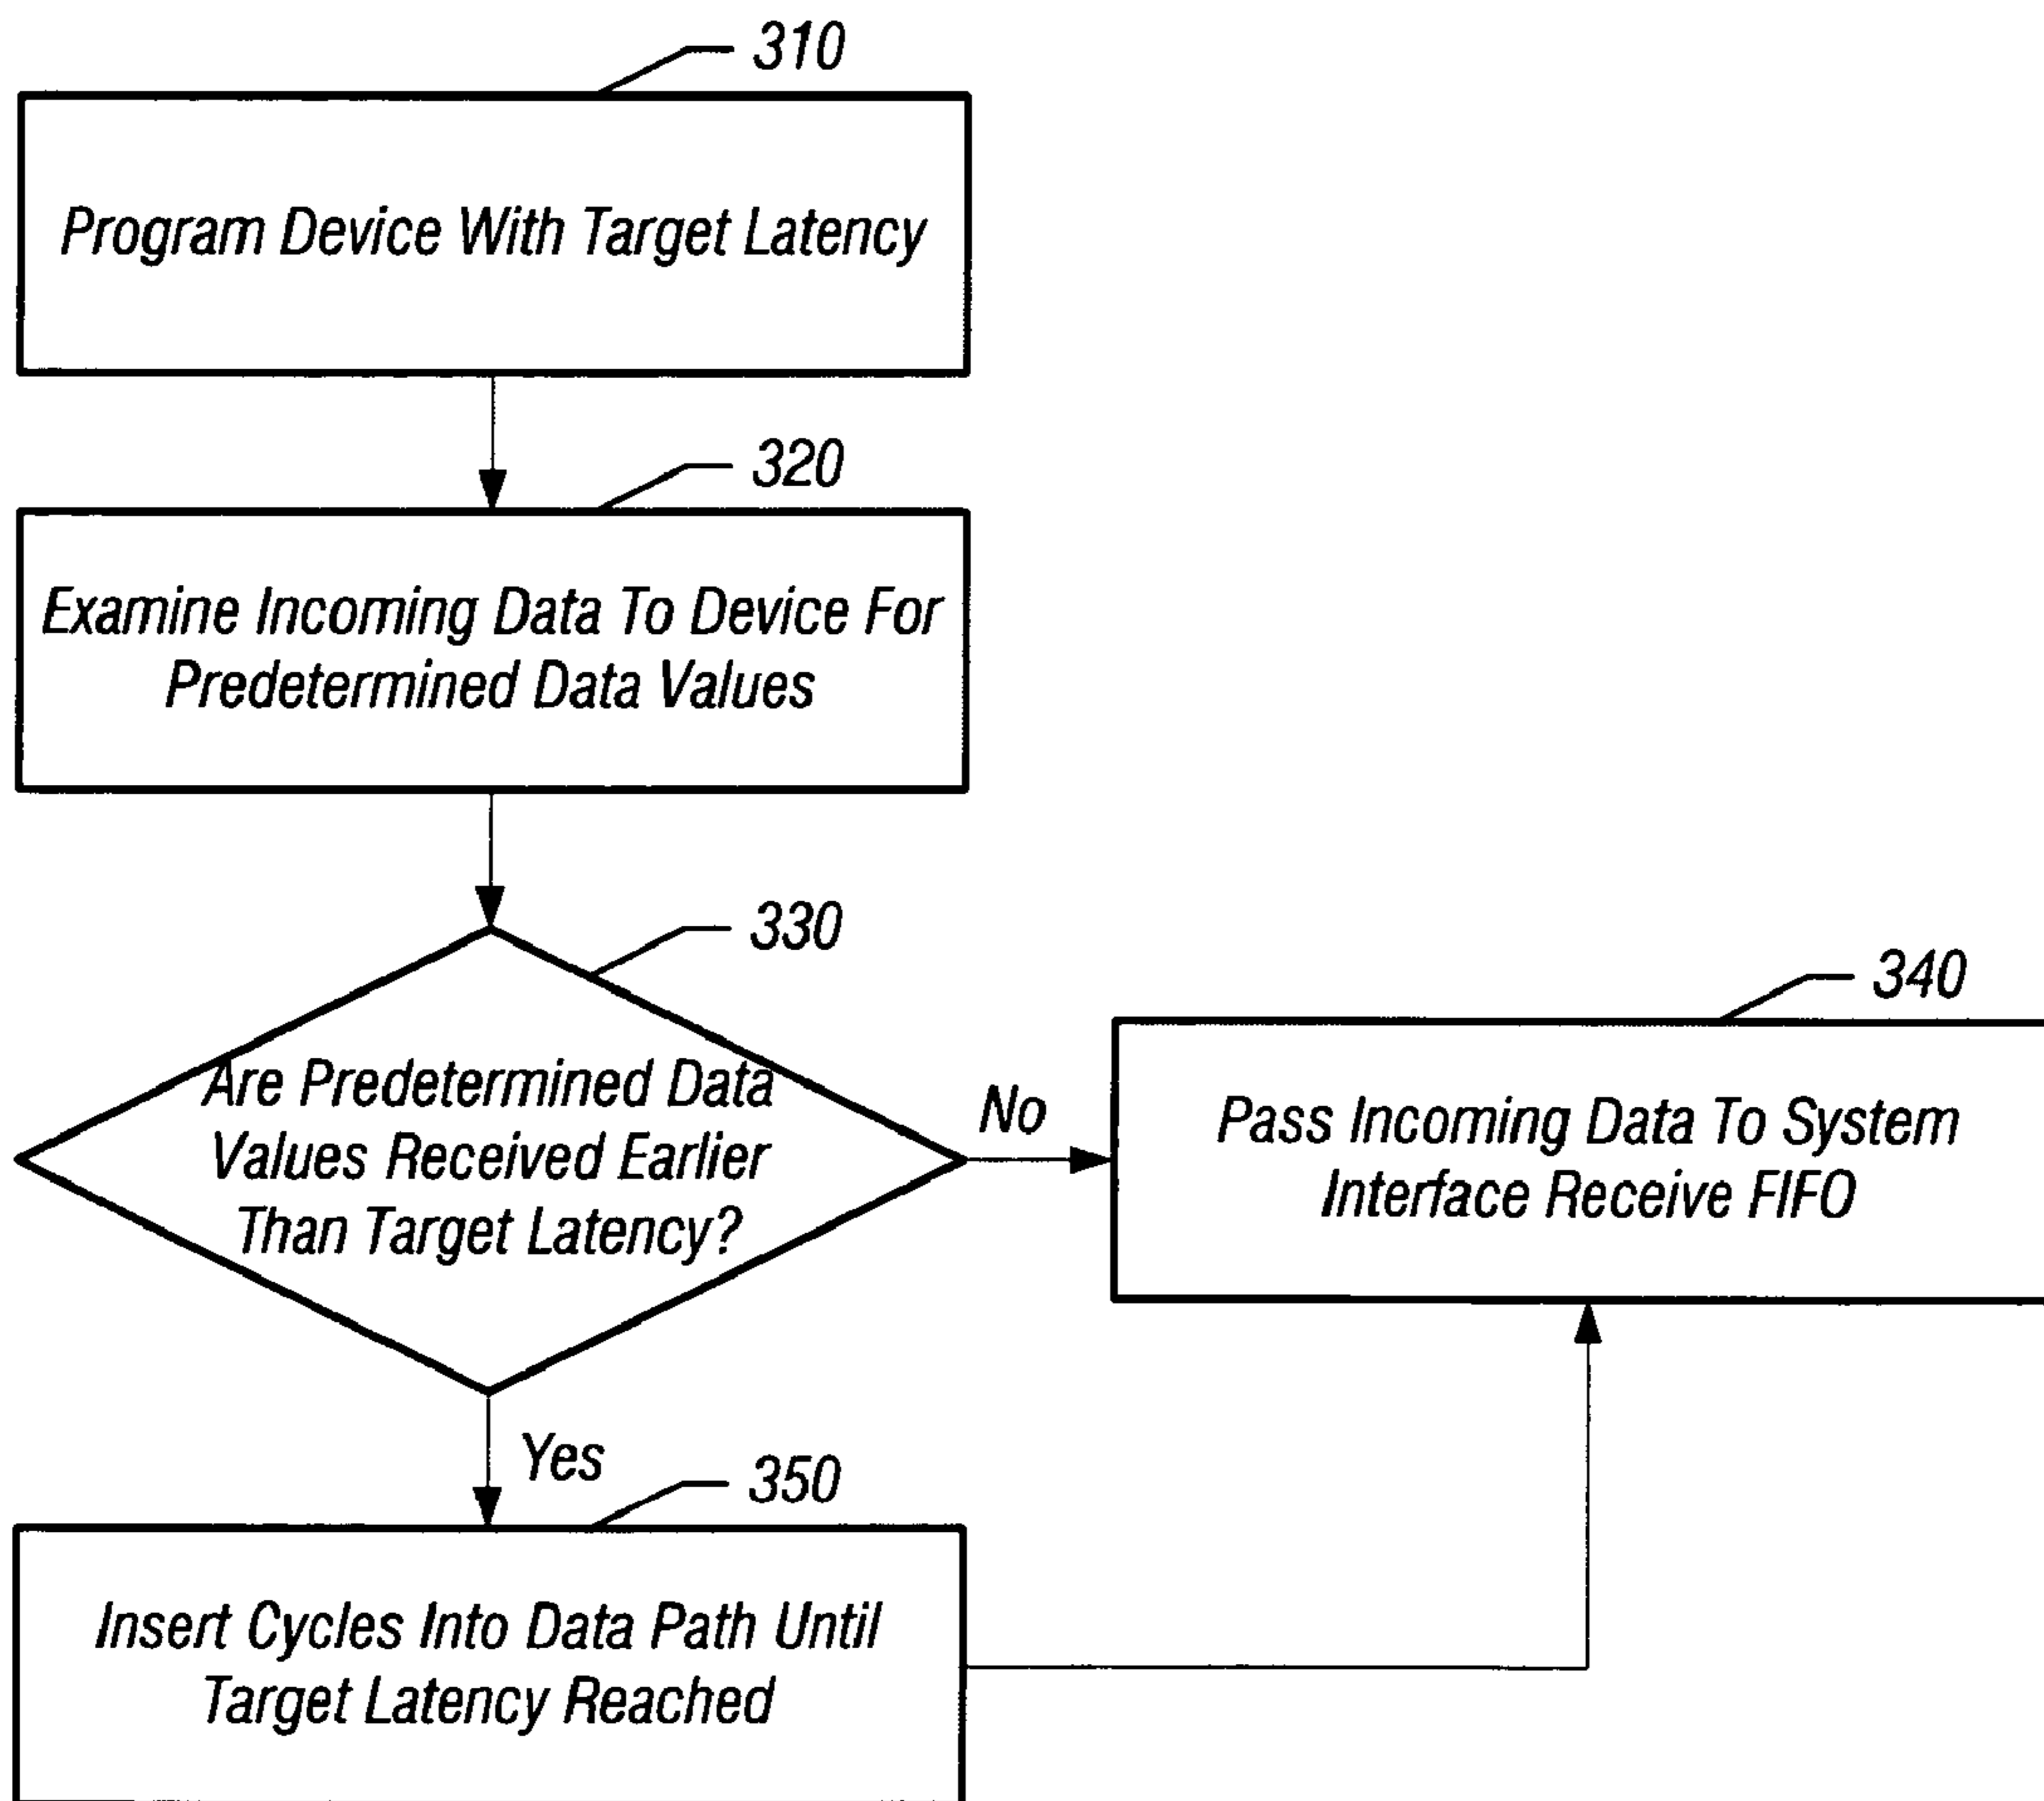 310
Program Device With Target Latency
320
Examine Incoming Data To Device For
Predetermined Data Values
330
Are Predetermined Data
Values Received Earlier
Than Target Latency?
No
340
Pass Incoming Data To System
Interface Receive FIFO
Yes
350
Insert Cycles Into Data Path Until
Target Latency Reached